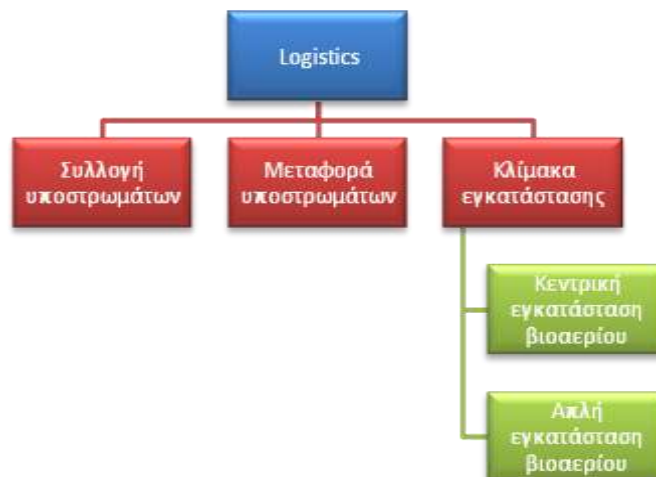 Logistics
Συλλογή
υποστρωμάτων
Μεταφορά
υποστρωμάτων
Κλίμακα
εγκατάστασης
Κεντρική
εγκατάσταση
βιοαερίου
Απλή
εγκατάσταση
βιοαερίου